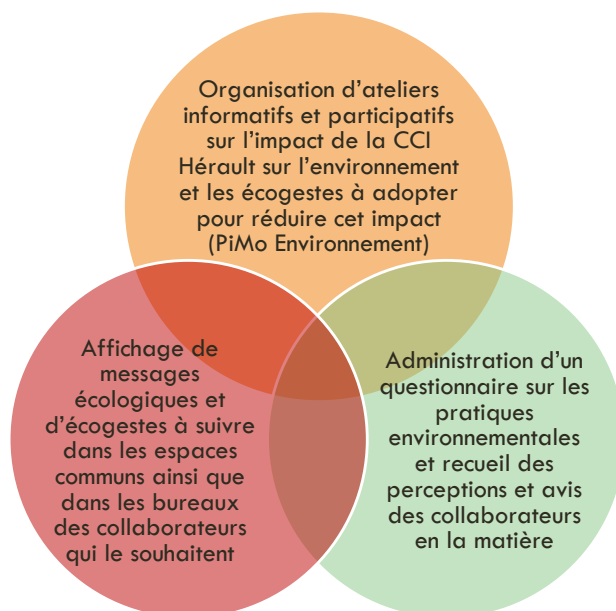 Organisation d'ateliers
informatifs et participatifs
sur l'impact de la CCI
Hérault sur l'environnement
et les écogestes à adopter
pour réduire cet impact
(PiMo Environnement)
Affichage de
messages
écologiques et
d'écogestes à suivre
dans les espaces
communs ainsi que
dans les bureaux
des collaborateurs
qui le souhaitent
Administration d'un
questionnaire sur les
pratiques
environnementales
et recueil des
perceptions et avis
des collaborateurs
en la matière